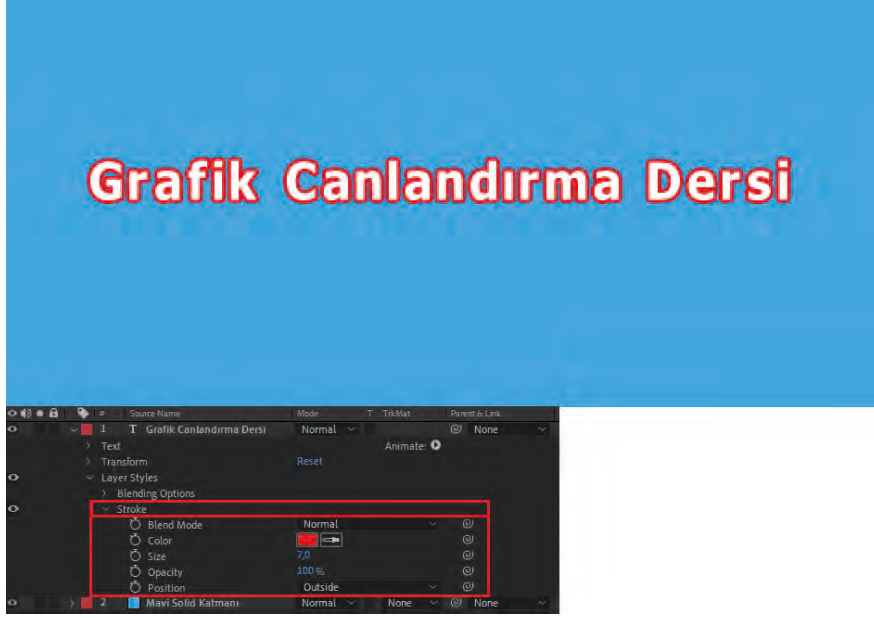 Grafik Canlandırma Dersi
# Source Name Mode T TrkMat Parent & Link
1 T Grafik Canlandırma Dersi Normal None
Text Animate:
Transform Reset
Layer Styles
Blending Options
Stroke
Blend Mode Normal
Color
Size 7,0
Opacity 100 %
Position Outside
2 Mavi Solid Katmanı Normal None None